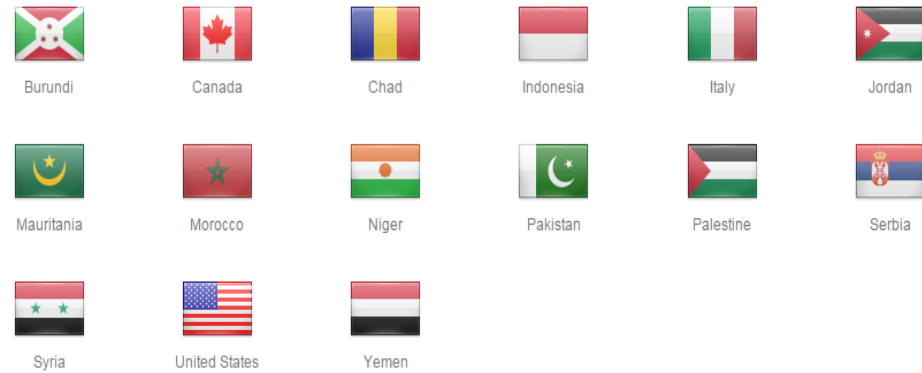 Burundi Canada Chad Indonesia Italy Jordan
Mauritania Morocco Niger Pakistan Palestine Serbia
Syria United States Yemen